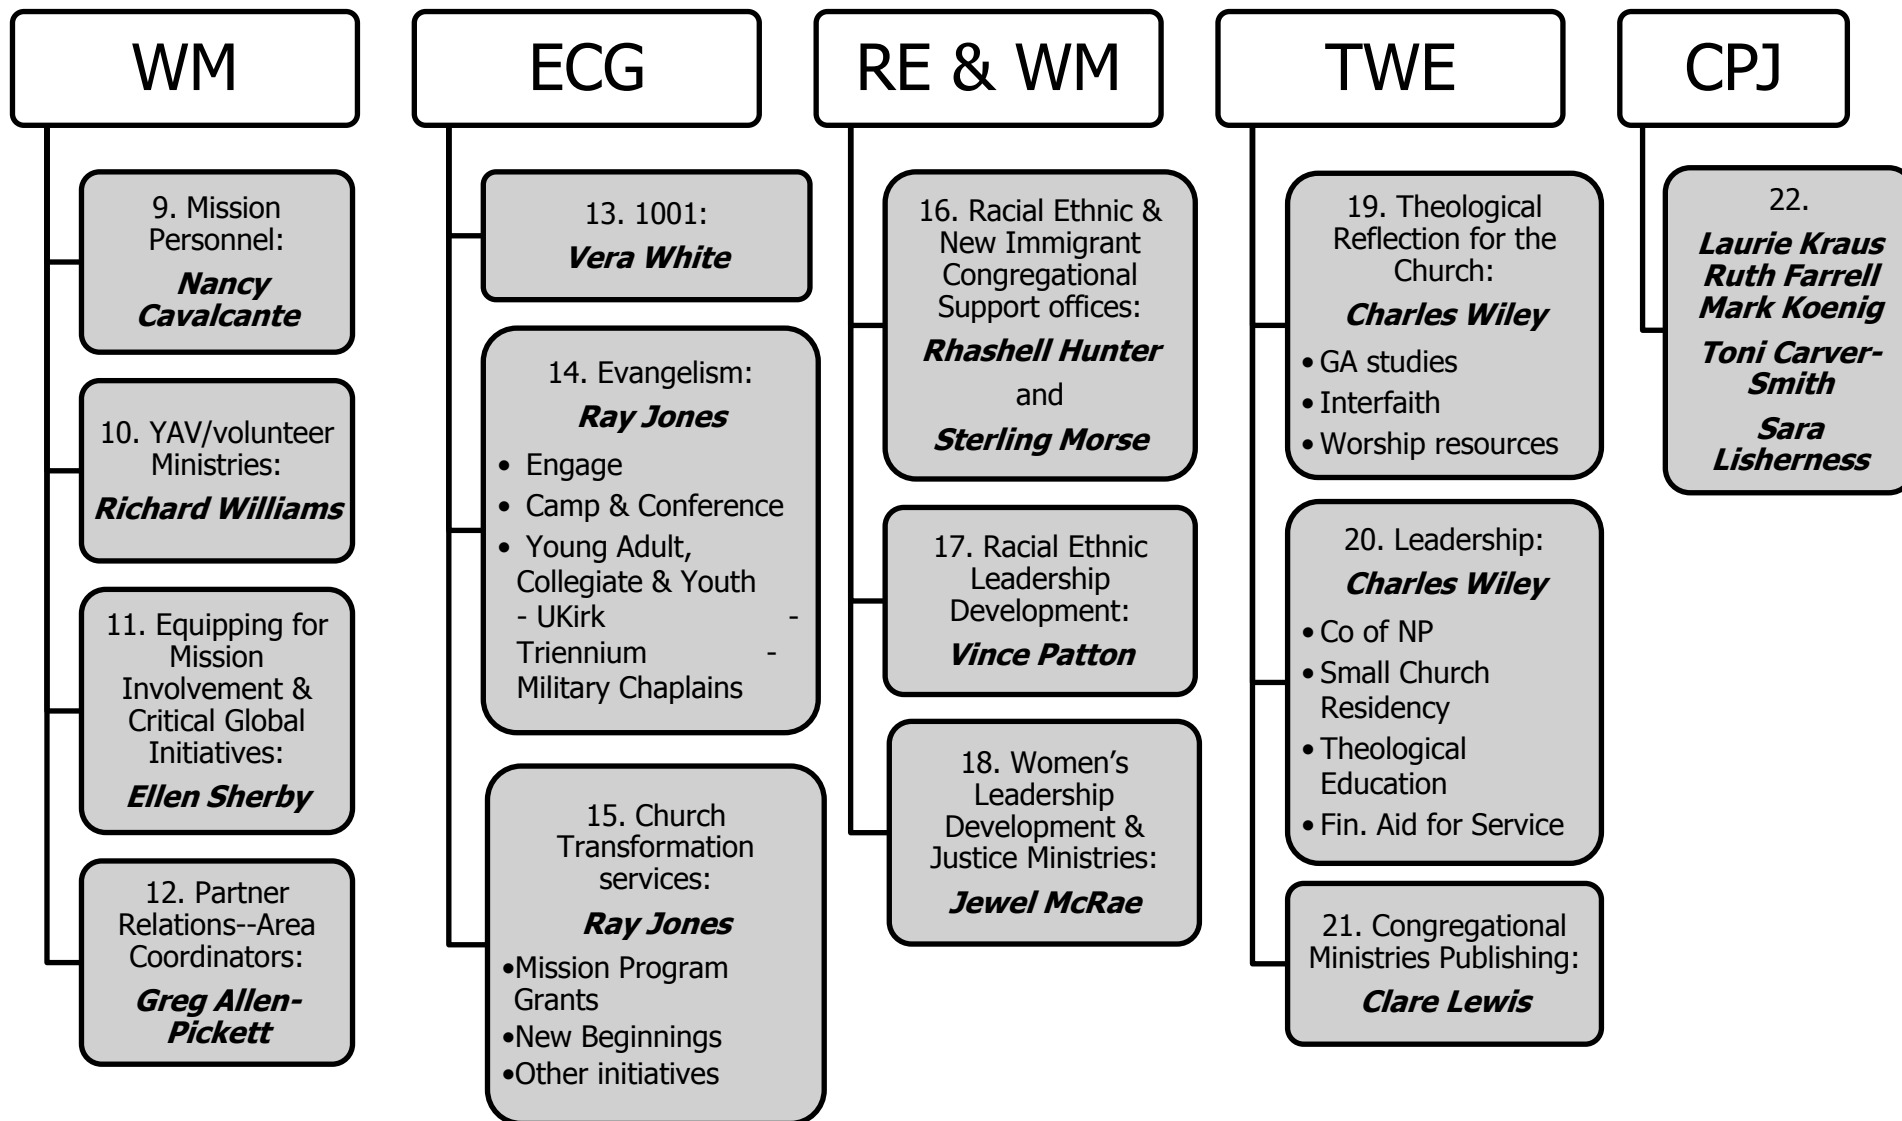 WM
9. Mission
Personnel:
Nancy
Cavalcante
10. YAV/volunteer
Ministries:
Richard Williams
11. Equipping for
Mission
Involvement &
Critical Global
Initiatives:
Ellen Sherby
12. Partner
Relations--Area
Coordinators:
Greg Allen-
Pickett
ECG
13. 1001:
Vera White
14. Evangelism:
Ray Jones
• Engage
• Camp & Conference
• Young Adult,
Collegiate & Youth
- UKirk -
Triennium -
Military Chaplains
15. Church
Transformation
services:
Ray Jones
•Mission Program
Grants
•New Beginnings
•Other initiatives
RE & WM
16. Racial Ethnic &
New Immigrant
Congregational
Support offices:
Rhashell Hunter
and
Sterling Morse
17. Racial Ethnic
Leadership
Development:
Vince Patton
18. Women’s
Leadership
Development &
Justice Ministries:
Jewel McRae
TWE
19. Theological
Reflection for the
Church:
Charles Wiley
• GA studies
• Interfaith
• Worship resources
20. Leadership:
Charles Wiley
• Co of NP
• Small Church
Residency
• Theological
Education
• Fin. Aid for Service
21. Congregational
Ministries Publishing:
Clare Lewis
CPJ
22.
Laurie Kraus
Ruth Farrell
Mark Koenig
Toni Carver-
Smith
Sara
Lisherness